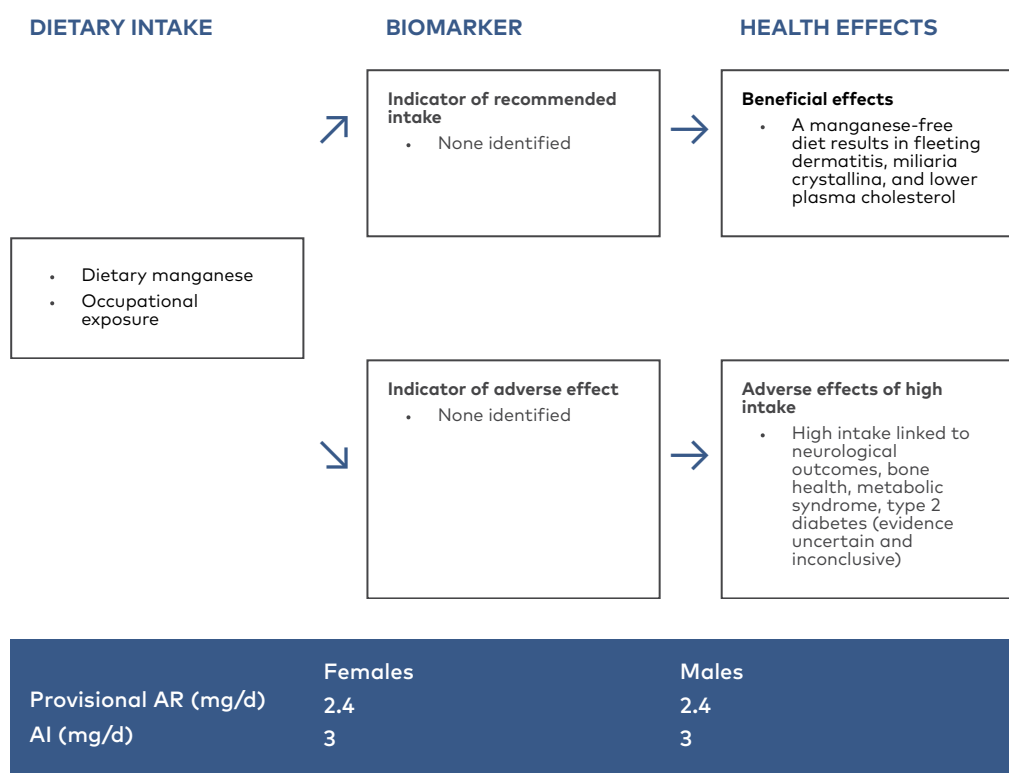 DIETARY INTAKE
BIOMARKER
HEALTH EFFECTS
• Dietary manganese
• Occupational
exposure
Indicator of recommended
intake
• None identified
Beneficial effects
• A manganese-free
diet results in fleeting
dermatitis, miliaria
crystallina, and lower
plasma cholesterol
Indicator of adverse effect
• None identified
Adverse effects of high
intake
• High intake linked to
neurological
outcomes, bone
health, metabolic
syndrome, type 2
diabetes (evidence
uncertain and
inconclusive)
Females Males
Provisional AR (mg/d) 2.4 2.4
AI (mg/d) 3 3